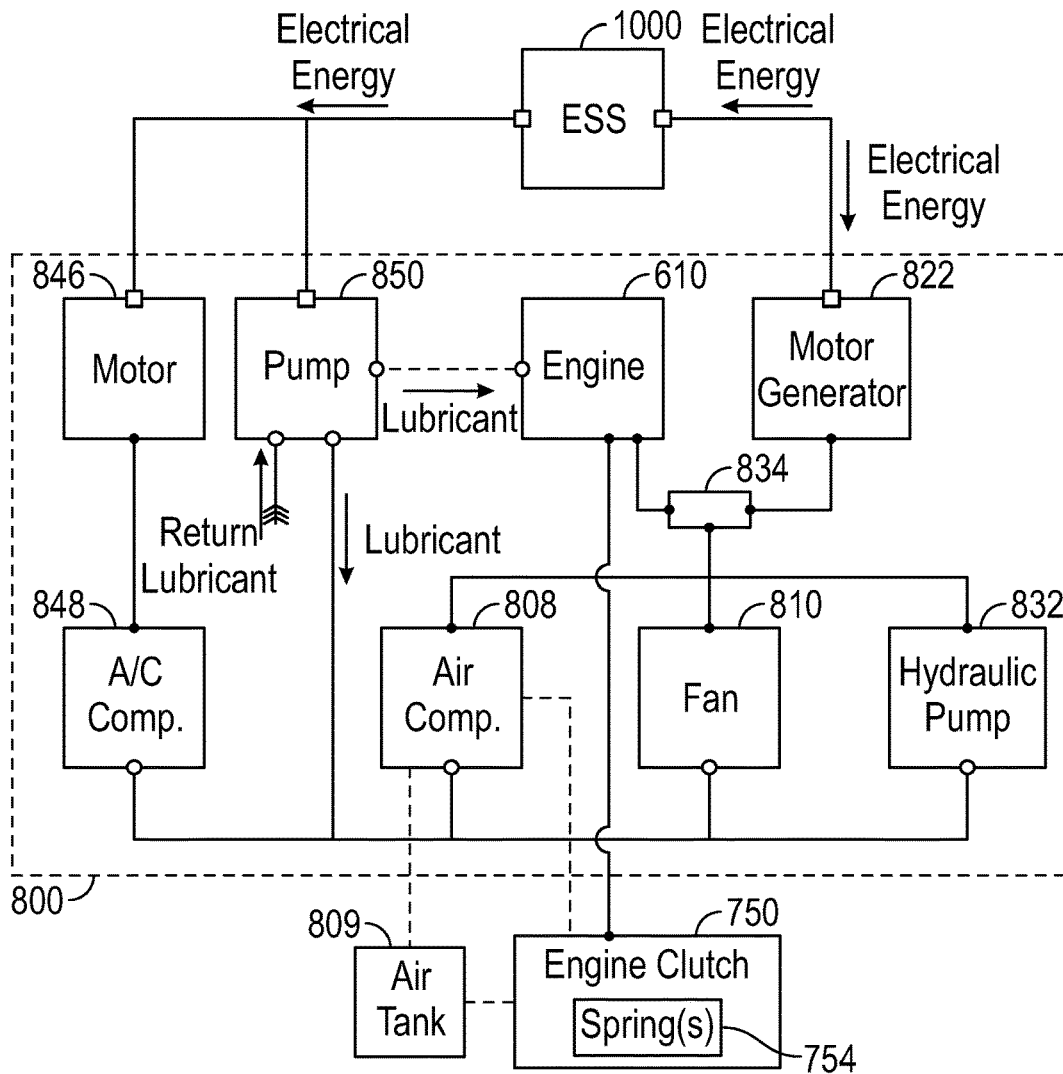 1000
Electrical
Energy
Electrical
Energy
ESS
Electrical
Energy
846
850
610
822
Motor
Pump
Engine
Motor
Generator
Lubricant
834
Return
Lubricant
Lubricant
848
808
810
832
A/C
Comp.
Air
Comp.
Fan
Hydraulic
Pump
800
809
750
Air
Tank
Engine Clutch
Spring(s)
754